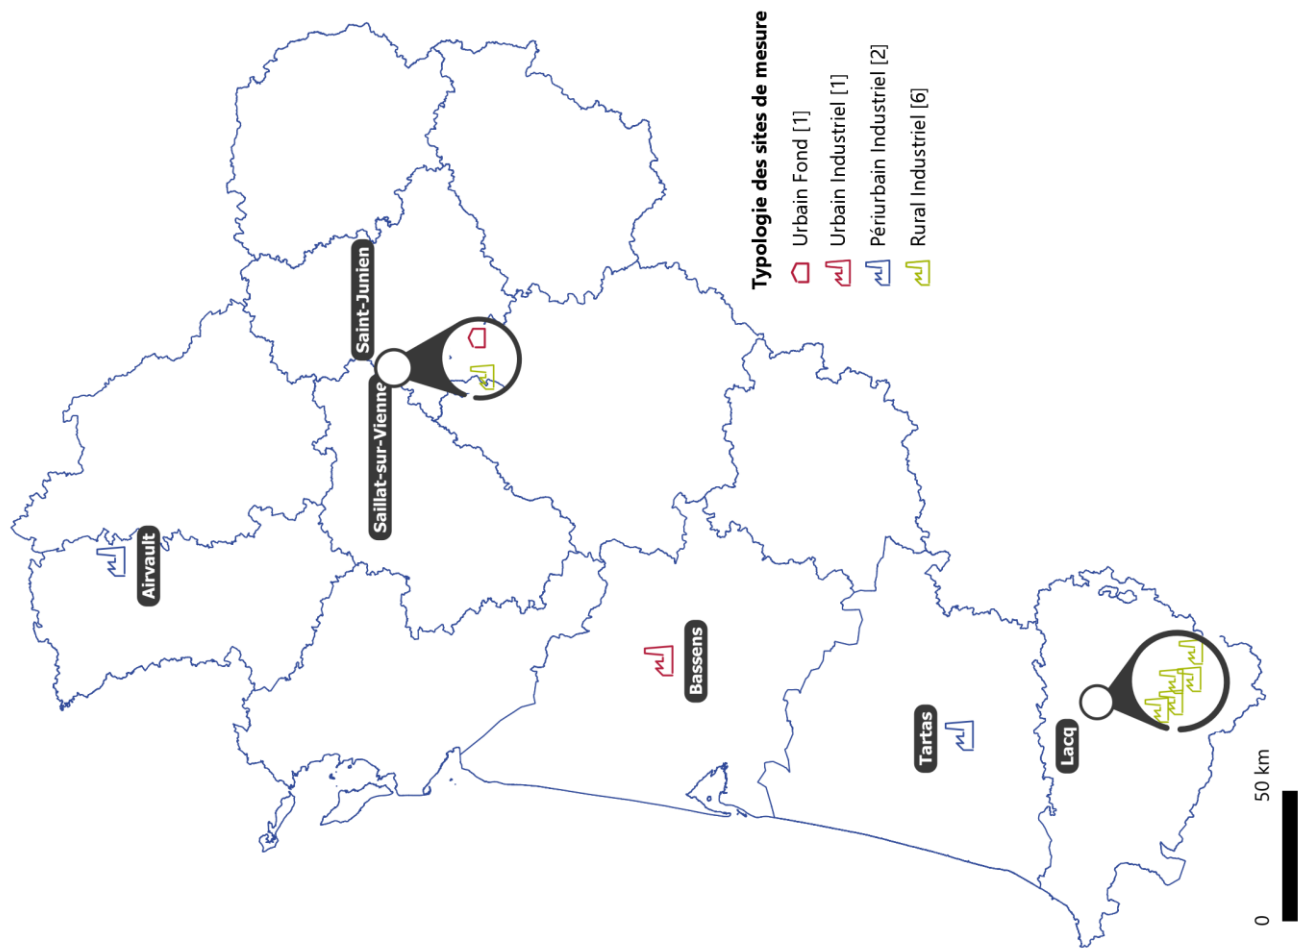 Typologie des sites de mesure
Urbain Fond [1]
Urbain Industriel [1]
Périurbain Industriel [2]
Rural Industriel [6]
Airvault
Saillat-sur-Vienne
Saint-Junien
Bassens
Tartas
Lacq
0
50 km